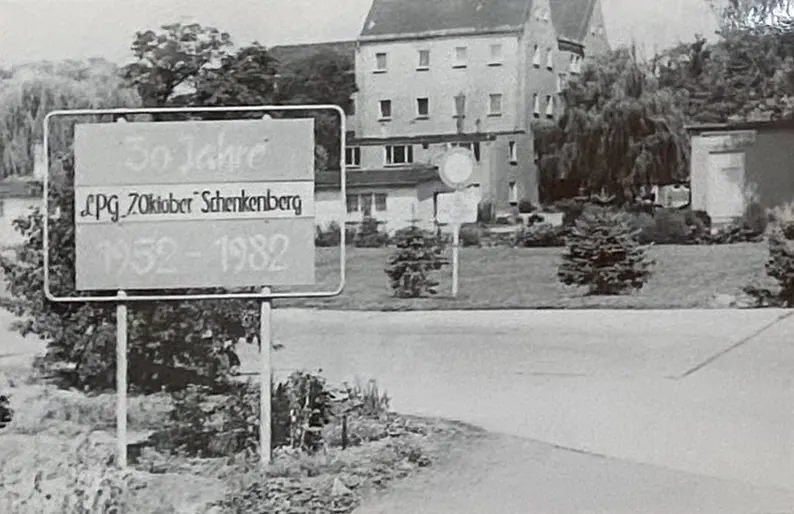 30 Jahre
LPG „7. Oktober" Schenkenberg
1952 - 1982